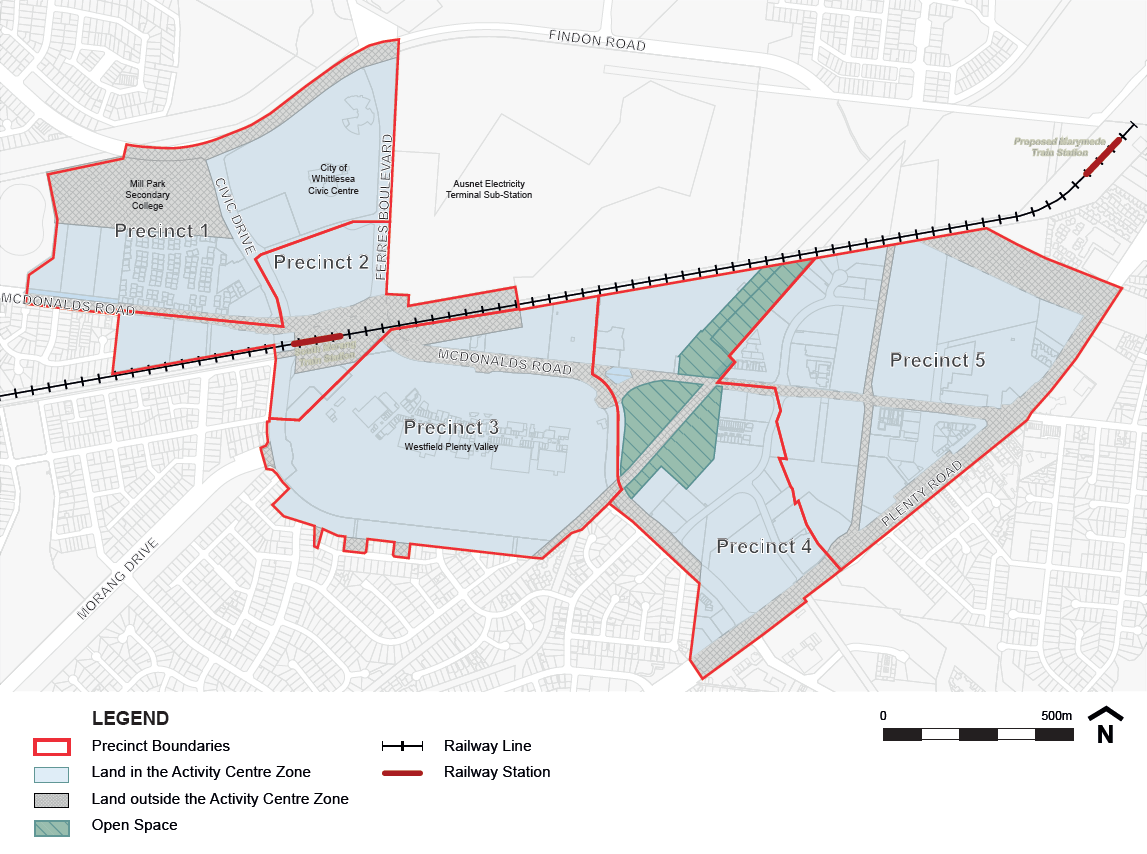 FINDON ROAD
Proposed Marymede
Train Station
City of
Whittlesea
Civic Centre
Mill Park
Secondary
College
Ausnet Electricity
Terminal Sub-Station
CIVIC DRIVE
FERRES BOULEVARD
Precinct 1
Precinct 2
MCDONALDS ROAD
Train Station
MCDONALDS ROAD
Precinct 5
Precinct 3
Westfield Plenty Valley
PLENTY ROAD
Precinct 4
MORANG DRIVE
LEGEND
Precinct Boundaries
Land in the Activity Centre Zone
Land outside the Activity Centre Zone
Open Space
Railway Line
Railway Station
0 500m
N